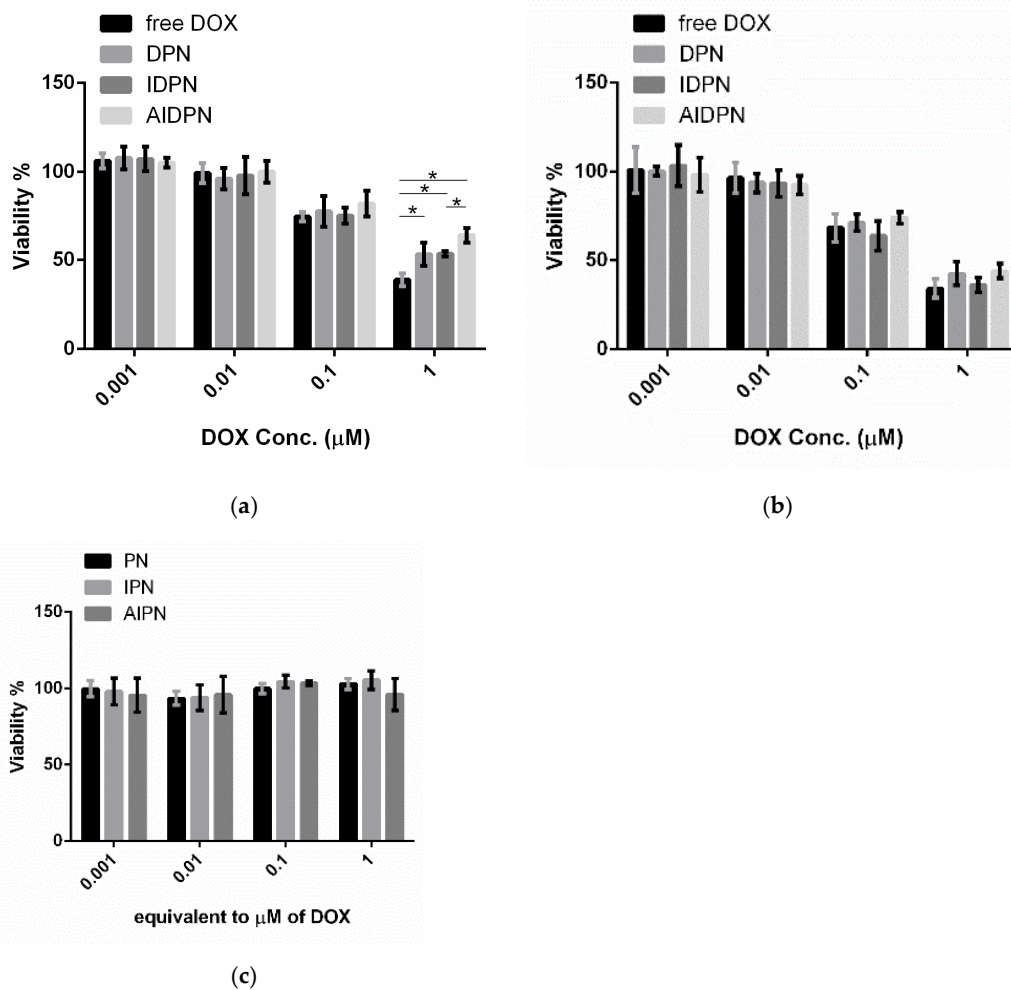 free DOX
DPN
IDPN
AIDPN
150
100
50
0
Viability %
* 
* 
* *
0.001 0.01 0.1 1
DOX Conc. (μM)
(a)
free DOX
DPN
IDPN
AIDPN
150
100
50
0
Viability %
0.001 0.01 0.1 1
DOX Conc. (μM)
(b)
PN
IPN
AIPN
150
100
50
0
Viability %
0.001 0.01 0.1 1
equivalent to μM of DOX
(c)